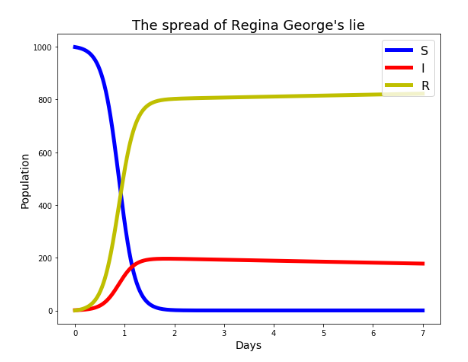 The spread of Regina George's lie
S
I
R
1000
800
600
400
200
0
Population
0 1 2 3 4 5 6 7
Days